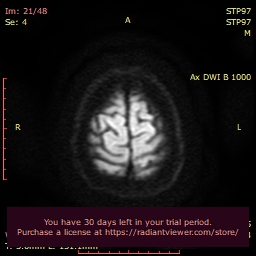 Im: 21/48
Se: 4
STP97
STP97
M
A
Ax DWI B 1000
R
L
You have 30 days left in your trial period.
Purchase a license at https://radiantviewer.com/store/